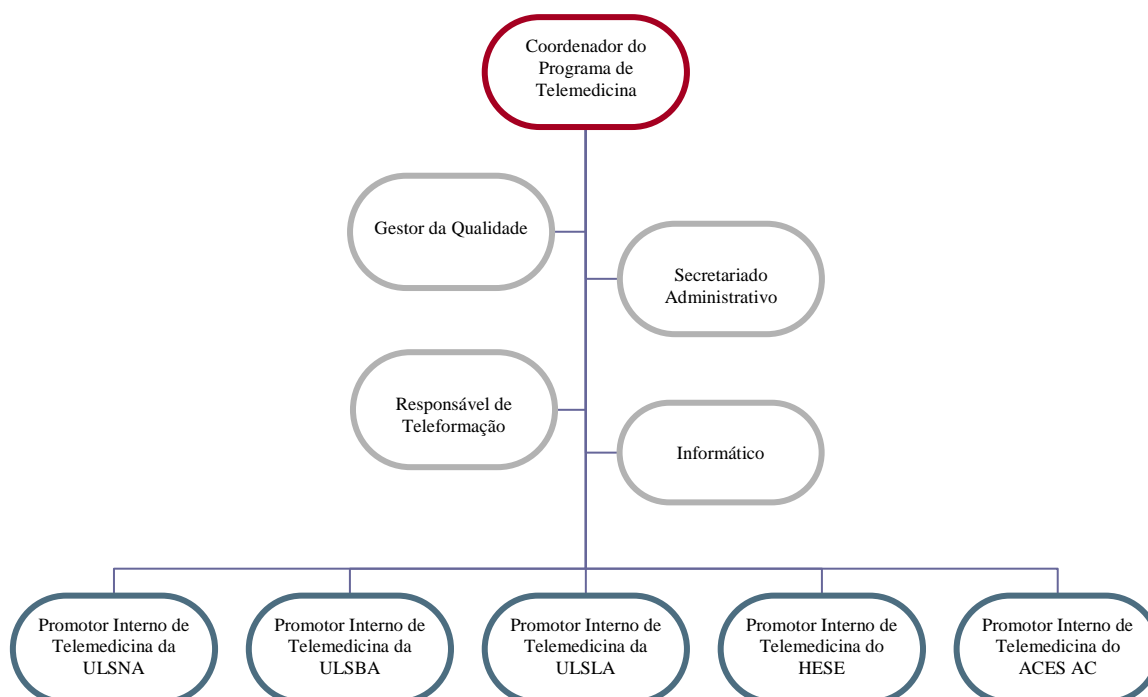 Coordenador do
Programa de
Telemedicina
Gestor da Qualidade
Secretariado
Administrativo
Responsável de
Teleformação
Informático
Promotor Interno de
Telemedicina da
ULSNA
Promotor Interno de
Telemedicina da
ULSBA
Promotor Interno de
Telemedicina da
ULSLA
Promotor Interno de
Telemedicina do
HESE
Promotor Interno de
Telemedicina do
ACES AC